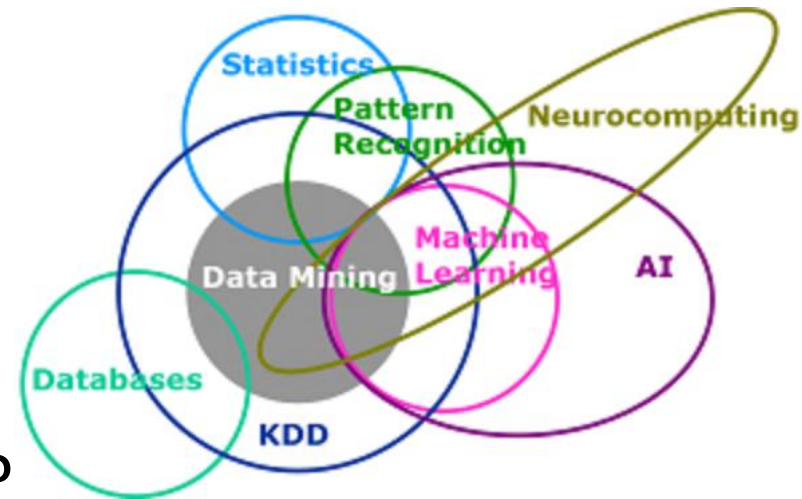 Statistics
Pattern
Recognition
Neurocomputing
Machine
Learning
AI
Data Mining
Databases
KDD